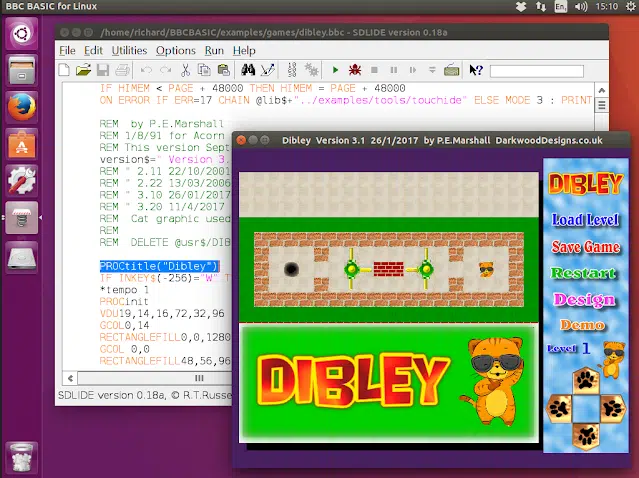 BBC BASIC for Linux
En
15:10
/home/richard/BBCBASIC/examples/games/dibley.bbc - SDLIDE version 0.18a
File Edit Utilities Options Run Help
IF HIMEM < PAGE + 48000 THEN HIMEM = PAGE + 48000
ON ERROR IF ERR=17 CHAIN @lib$+"../examples/tools/touchide" ELSE MODE 3 : PRINT
REM by P.E.Marshall
REM 1/8/91 for Acorn
REM This version Sept
version$=" Version 3.
REM " 2.11 22/10/2001
REM " 2.22 13/03/2006
REM " 3.10 26/01/2017
REM " 3.20 11/4/2017
REM Cat graphic used
REM
REM DELETE @usr$/DIB
PROCtitle("Dibley")
IF INKEY$(-256)="W" T
*tempo 1
PROCinit
VDU19,14,16,72,32,96
GCOL0,14
RECTANGLEFILL0,0,1280
GCOL 0,0
RECTANGLEFILL48,56,96
SDLIDE version 0.18a, © R.T.Russe
Dibley Version 3.1 26/1/2017 by P.E.Marshall DarkwoodDesigns.co.uk
DIBLEY
Load Level
Save Game
Restart
Design
Demo
Level 1
DIBLEY